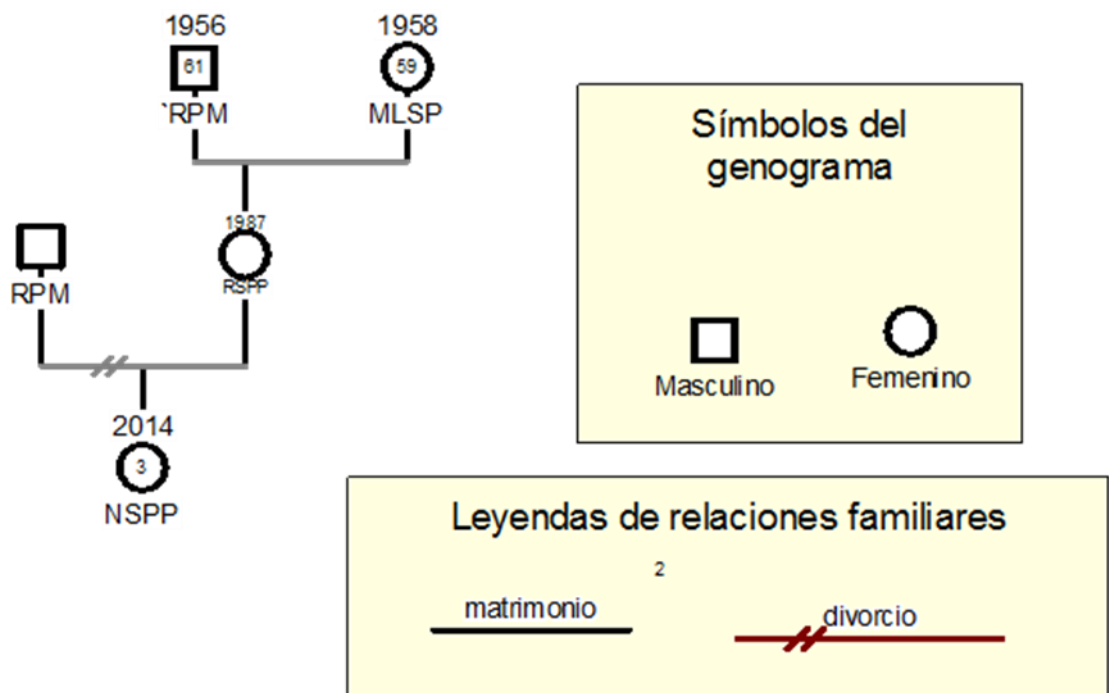 1956
1958
61
59
`RPM
MLSP
1987
RSPP
RPM
2014
3
NSPP
Símbolos del
genograma
Masculino
Femenino
Leyendas de relaciones familiares
2
matrimonio
divorcio